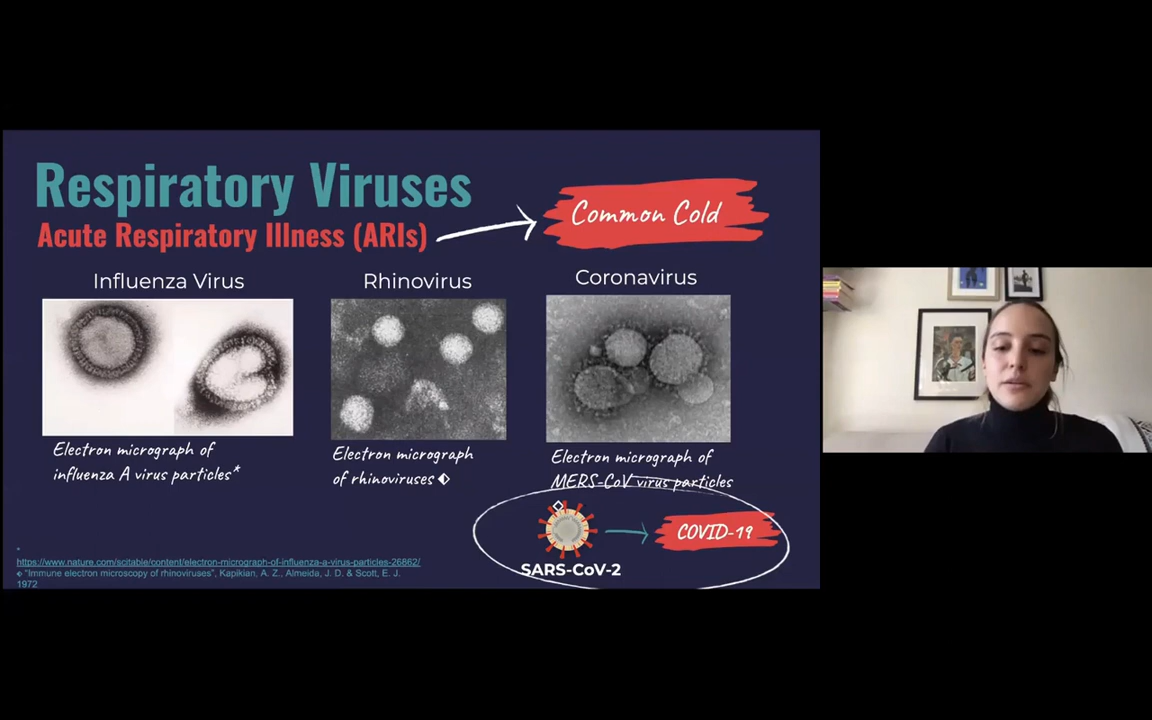 Respiratory Viruses
Acute Respiratory Illness (ARIs)
Common Cold
Influenza Virus
Rhinovirus
Coronavirus
Electron micrograph of
influenza A virus particles*
Electron micrograph
of rhinoviruses ⬖
Electron micrograph of
MERS-CoV virus particles
COVID-19
SARS-CoV-2
*
https://www.nature.com/scitable/content/electron-micrograph-of-influenza-a-virus-particles-26662/
⬖ "Immune electron microscopy of rhinoviruses", Kapikian, A. Z., Almeida, J. D. & Scott, E. J.
1972